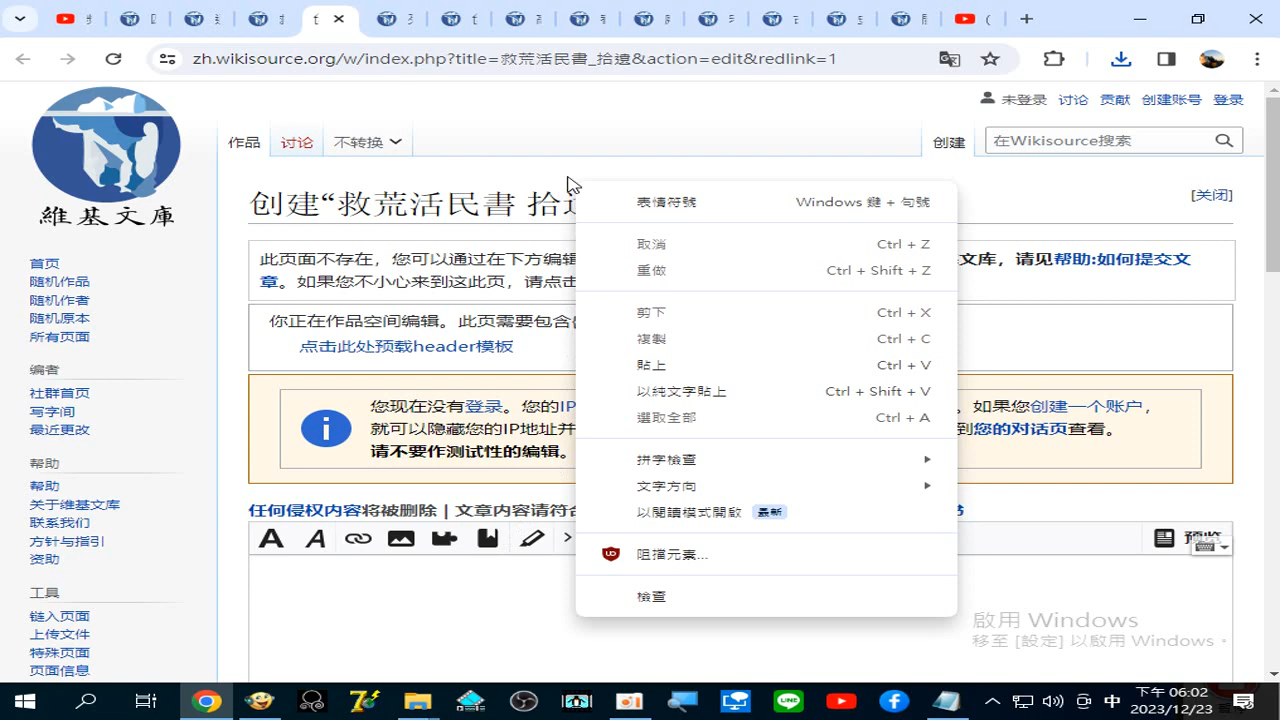 zh.wikisource.org/w/index.php?title=救荒活民書_拾遺&action=edit&redlink=1
未登录 讨论 贡献 创建账号 登录
作品 讨论 不转换 创建 在Wikisource搜索
維基文庫
创建“救荒活民書 拾
[关闭]
此页面不存在，您可以通过在下方编辑
文库，请见帮助:如何提交文
章。如果您不小心来到这此页，请点击
你正在作品空间编辑。此页需要包含
点击此处预载header模板
您现在没有登录。您的IP
。如果您创建一个账户，
就可以隐藏您的IP地址并
到您的对话页查看。
请不要作测试性的编辑。
任何侵权内容将被删除 | 文章内容请符合
预览
首页
随机作品
随机作者
随机原本
所有页面
编者
社群首页
写字间
最近更改
帮助
帮助
关于维基文库
联系我们
方针与指引
资助
工具
链入页面
上传文件
特殊页面
页面信息
表情符號 Windows 鍵 + 句號
取消 Ctrl + Z
重做 Ctrl + Shift + Z
剪下 Ctrl + X
複製 Ctrl + C
貼上 Ctrl + V
以純文字貼上 Ctrl + Shift + V
選取全部 Ctrl + A
拼字檢查
文字方向
以閱讀模式開啟 最新
阻擋元素...
檢查
啟用 Windows
移至 [設定] 以啟用 Windows。
中
下午 06:02
2023/12/23